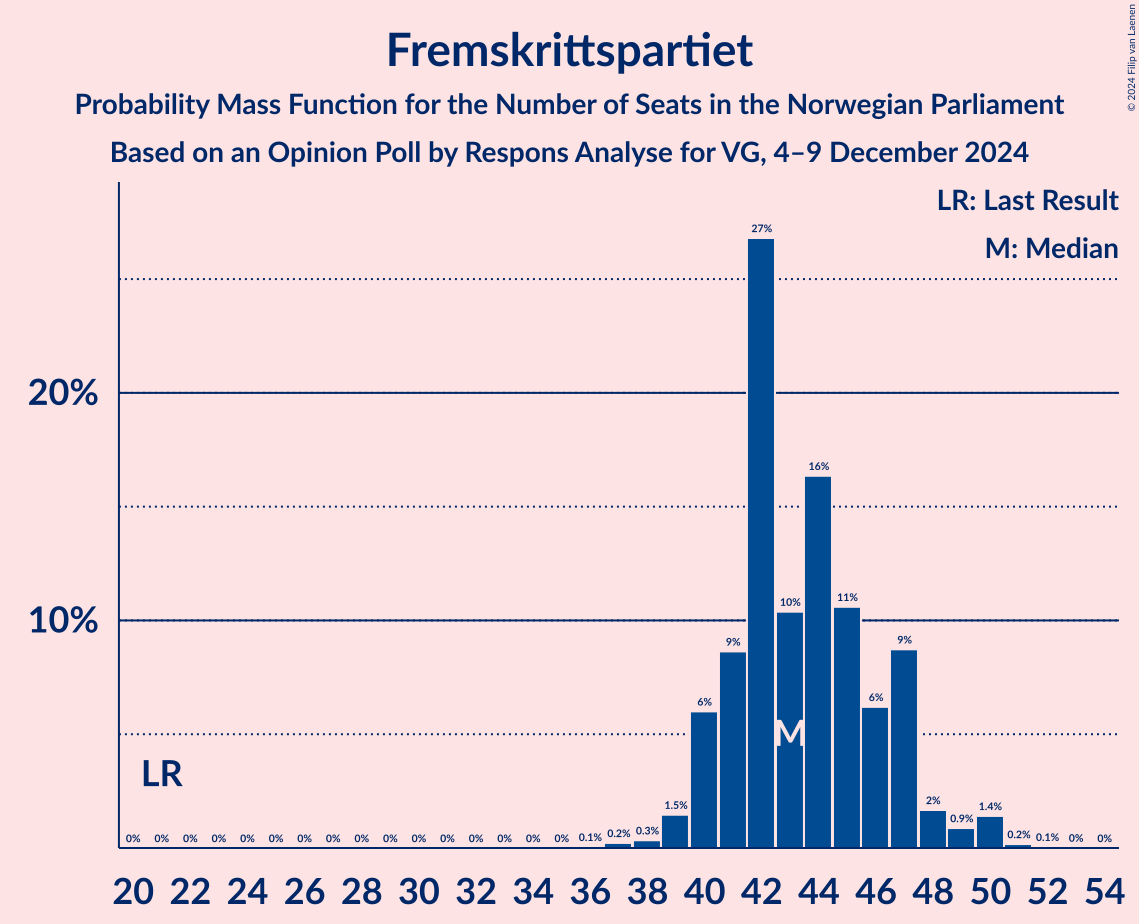 Fremskrittspartiet
Probability Mass Function for the Number of Seats in the Norwegian Parliament
Based on an Opinion Poll by Respons Analyse for VG, 4–9 December 2024
© 2024 Filip van Laenen
LR: Last Result
M: Median
20%
10%
27%
16%
10%
11%
9%
9%
6%
6%
M
LR
0% 0% 0% 0% 0% 0% 0% 0% 0% 0% 0% 0% 0% 0% 0% 0% 0.1% 0.2% 0.3% 1.5% 2% 0.9% 1.4% 0.2% 0.1% 0% 0%
20 22 24 26 28 30 32 34 36 38 40 42 44 46 48 50 52 54